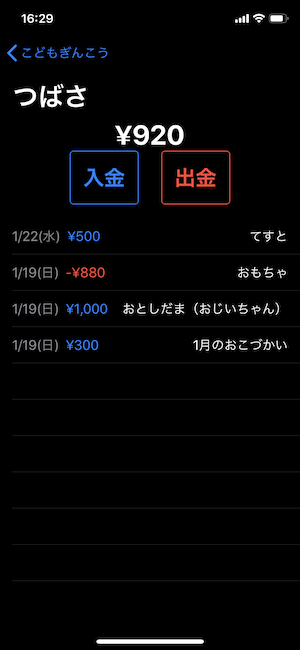 16:29
こどもぎんこう
つばさ
¥920
入金 出金
1/22(水) ¥500 てすと
1/19(日) -¥880 おもちゃ
1/19(日) ¥1,000 おとしだま（おじいちゃん）
1/19(日) ¥300 1月のおこづかい